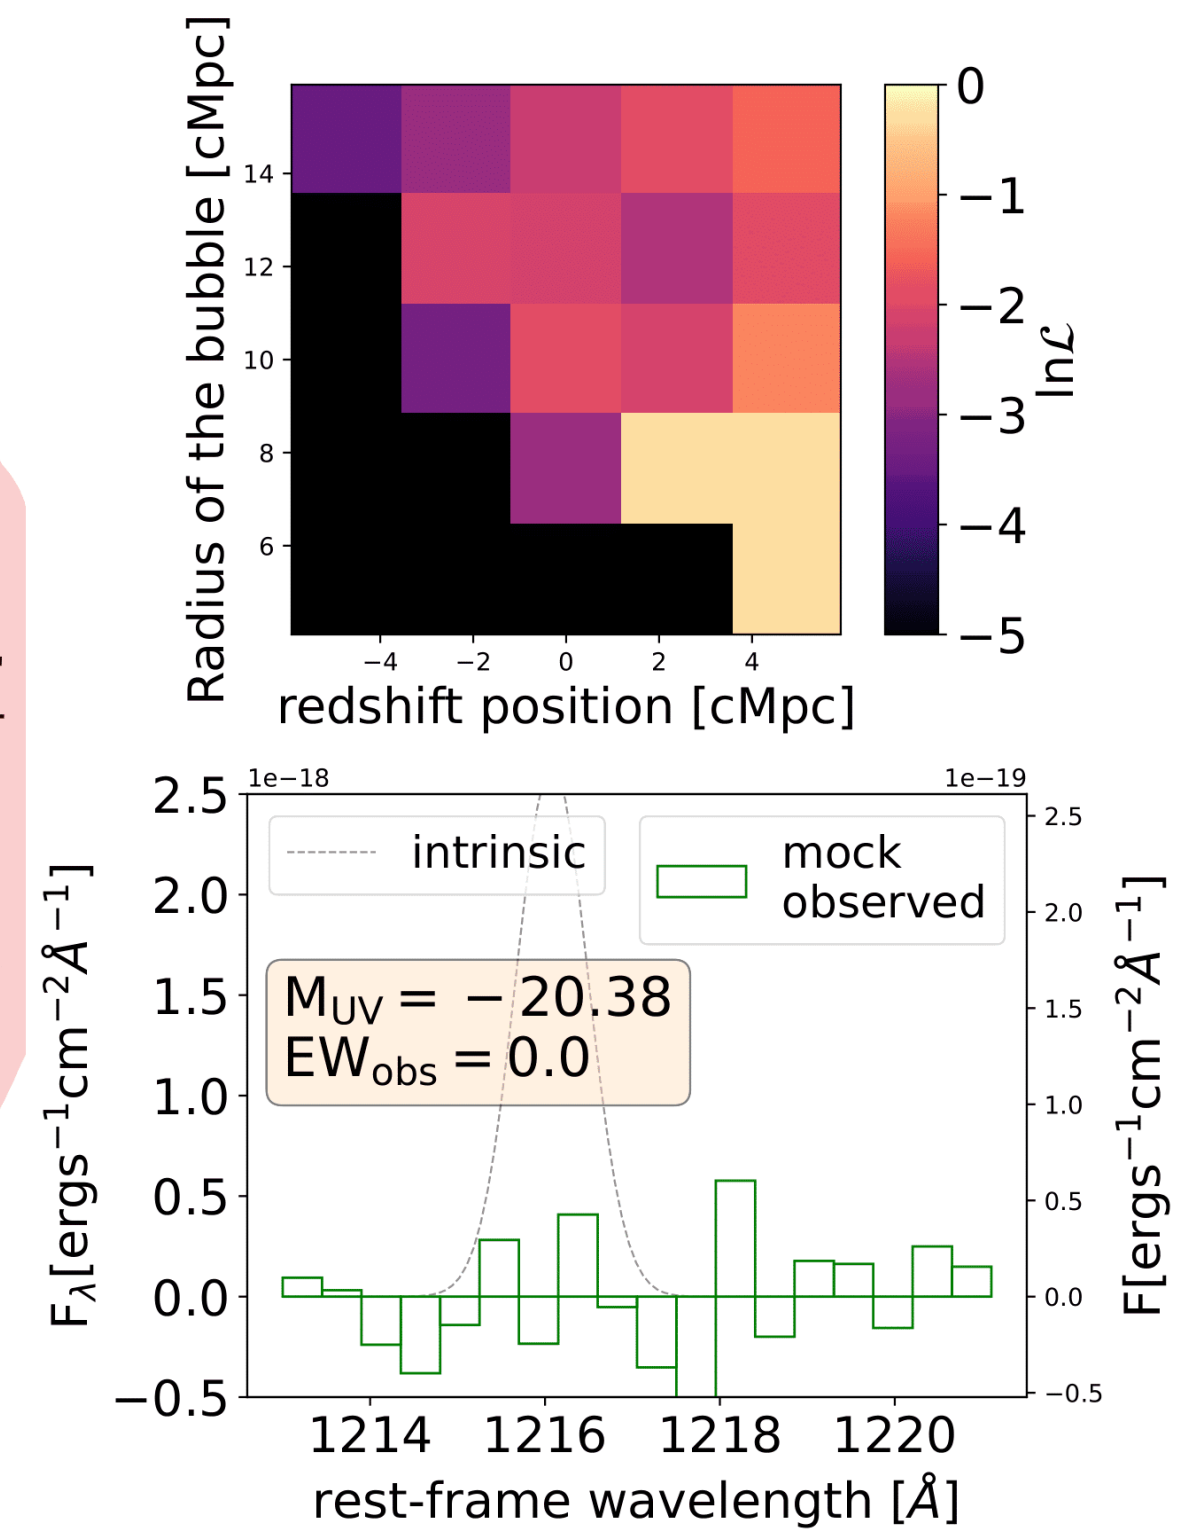 Radius of the bubble [cMpc]
14
12
10
8
6
−4 −2 0 2 4
redshift position [cMpc]
0
−1
−2
−3
−4
−5
lnℒ
1e−18
1e−19
2.5
2.0
1.5
1.0
0.5
0.0
−0.5
F_λ[ergs⁻¹cm⁻²Å⁻¹]
intrinsic
mock
observed
M_UV = −20.38
EW_obs = 0.0
2.5
2.0
1.5
1.0
0.5
0.0
−0.5
F[ergs⁻¹cm⁻²Å⁻¹]
1214 1216 1218 1220
rest-frame wavelength [Å]